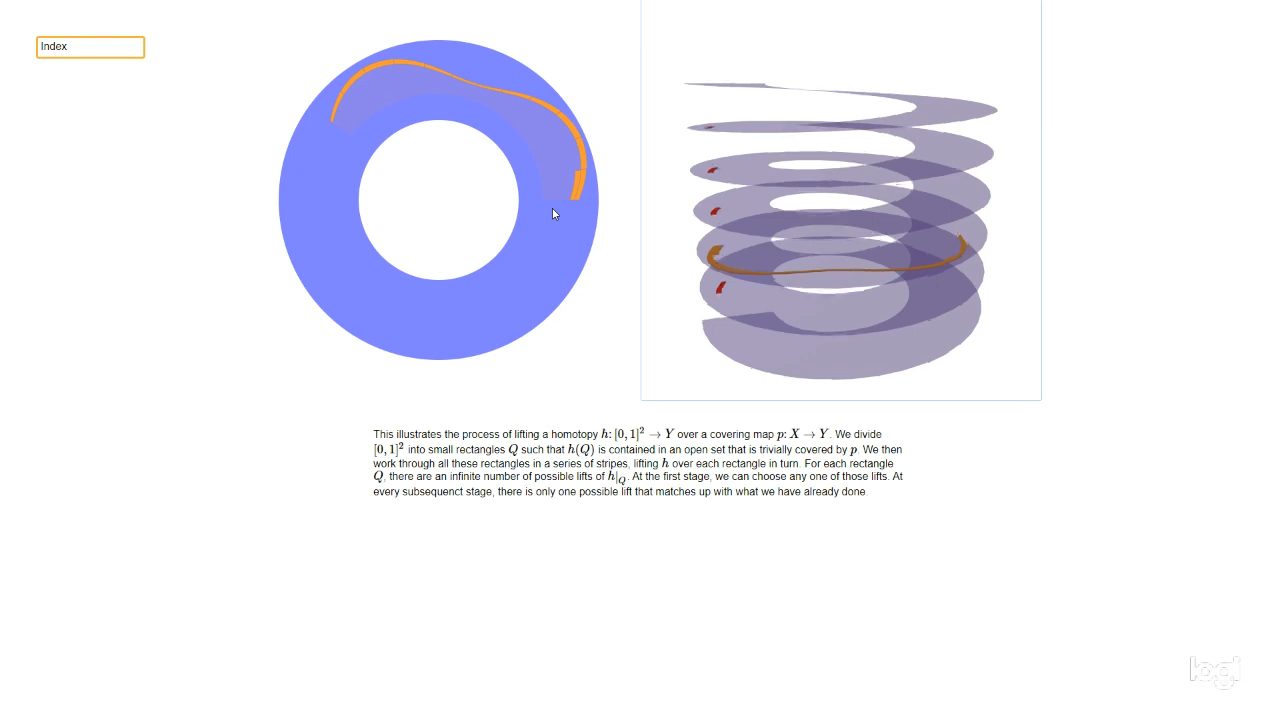 Index
This illustrates the process of lifting a homotopy h: [0, 1]² → Y over a covering map p: X → Y. We divide
[0, 1]² into small rectangles Q such that h(Q) is contained in an open set that is trivially covered by p. We then
work through all these rectangles in a series of stripes, lifting h over each rectangle in turn. For each rectangle
Q, there are an infinite number of possible lifts of h|_Q. At the first stage, we can choose any one of those lifts. At
every subsequenct stage, there is only one possible lift that matches up with what we have already done.
logi